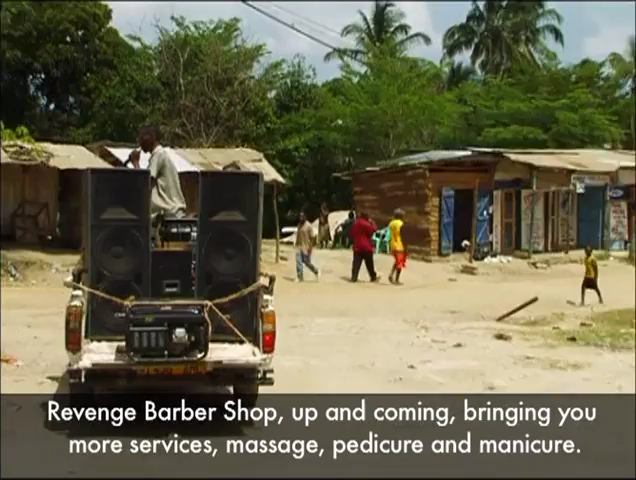 Revenge Barber Shop, up and coming, bringing you
more services, massage, pedicure and manicure.